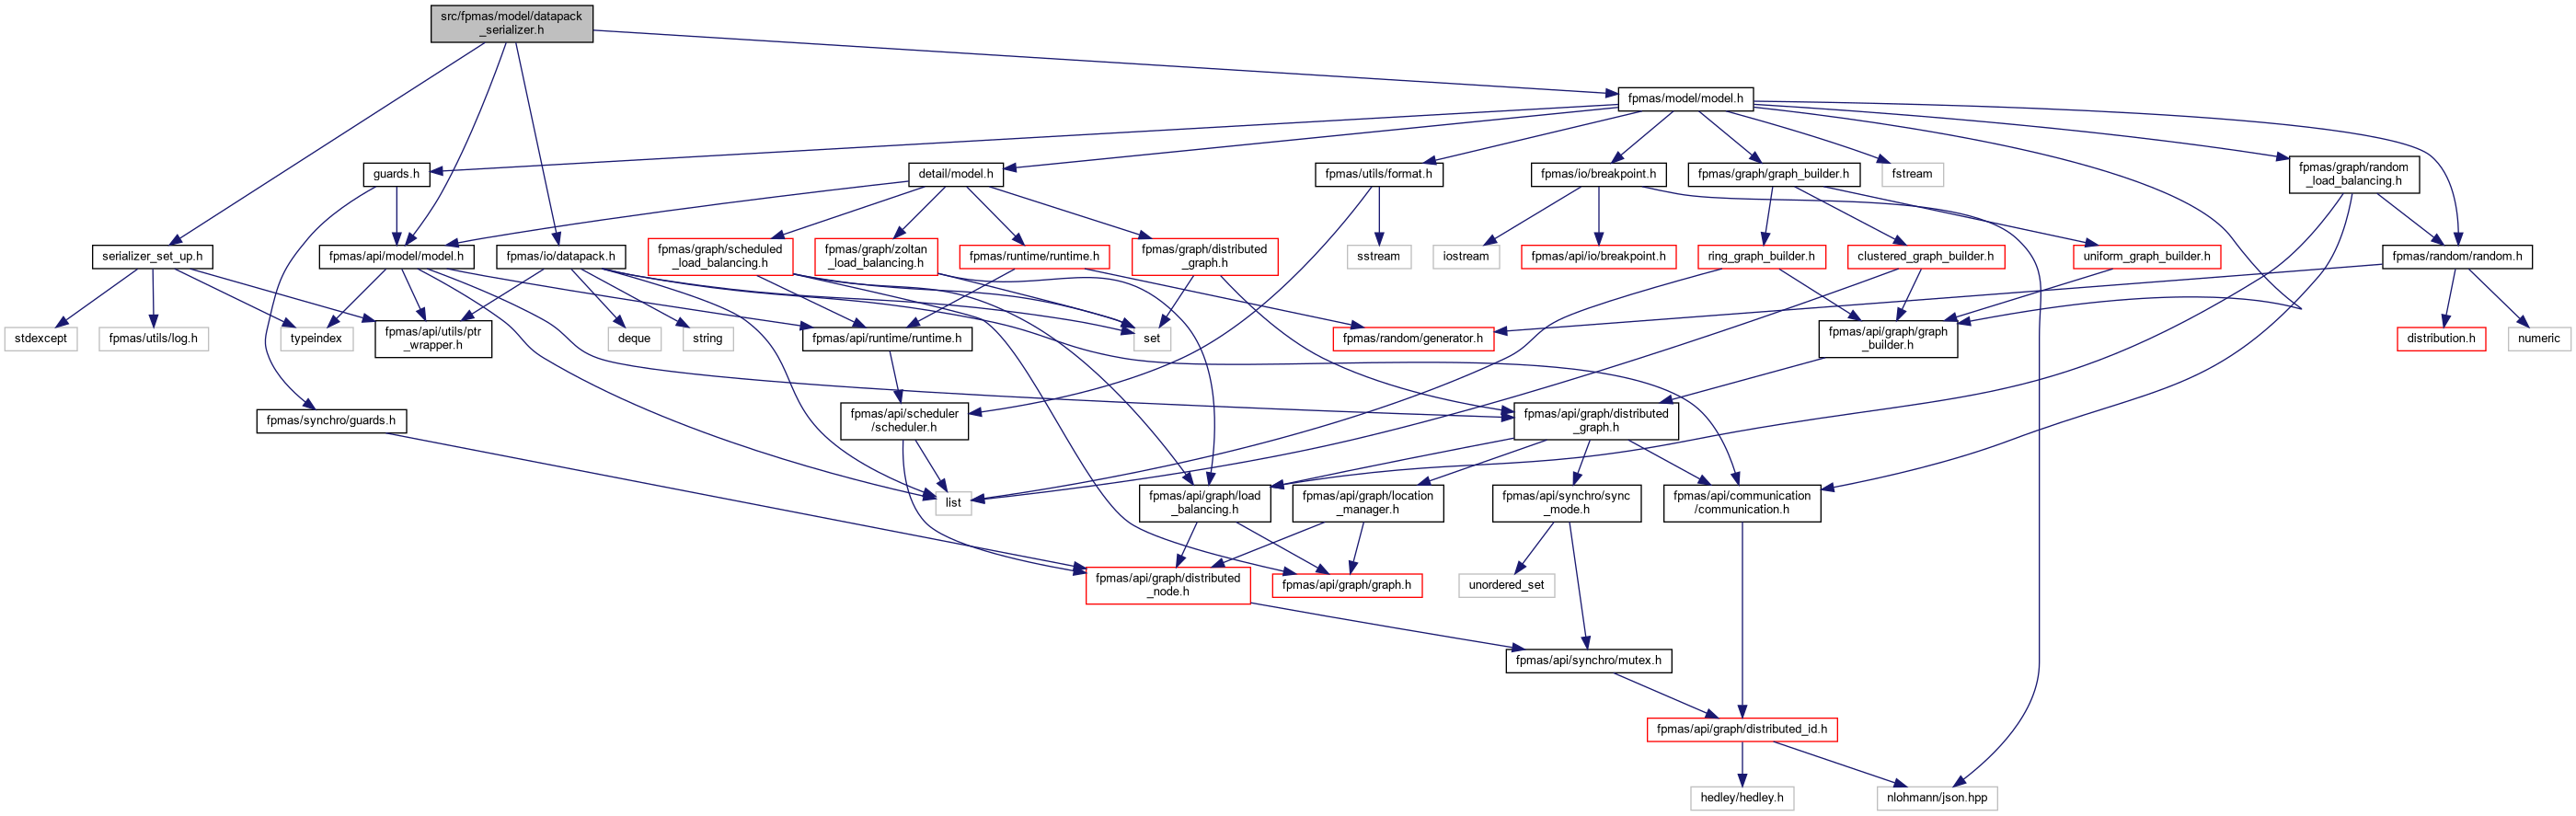 src/fpmas/model/datapack
_serializer.h
fpmas/model/model.h
guards.h
detail/model.h
fpmas/utils/format.h
fpmas/io/breakpoint.h
fpmas/graph/graph_builder.h
fstream
fpmas/graph/random
_load_balancing.h
serializer_set_up.h
fpmas/api/model/model.h
fpmas/io/datapack.h
fpmas/graph/scheduled
_load_balancing.h
fpmas/graph/zoltan
_load_balancing.h
fpmas/runtime/runtime.h
fpmas/graph/distributed
_graph.h
sstream
iostream
fpmas/api/io/breakpoint.h
ring_graph_builder.h
clustered_graph_builder.h
uniform_graph_builder.h
fpmas/random/random.h
stdexcept
fpmas/utils/log.h
typeindex
fpmas/api/utils/ptr
_wrapper.h
deque
string
fpmas/api/runtime/runtime.h
set
fpmas/random/generator.h
fpmas/api/graph/graph
_builder.h
distribution.h
numeric
fpmas/synchro/guards.h
fpmas/api/scheduler
/scheduler.h
fpmas/api/graph/distributed
_graph.h
list
fpmas/api/graph/load
_balancing.h
fpmas/api/graph/location
_manager.h
fpmas/api/synchro/sync
_mode.h
fpmas/api/communication
/communication.h
fpmas/api/graph/distributed
_node.h
fpmas/api/graph/graph.h
unordered_set
fpmas/api/synchro/mutex.h
fpmas/api/graph/distributed_id.h
hedley/hedley.h
nlohmann/json.hpp